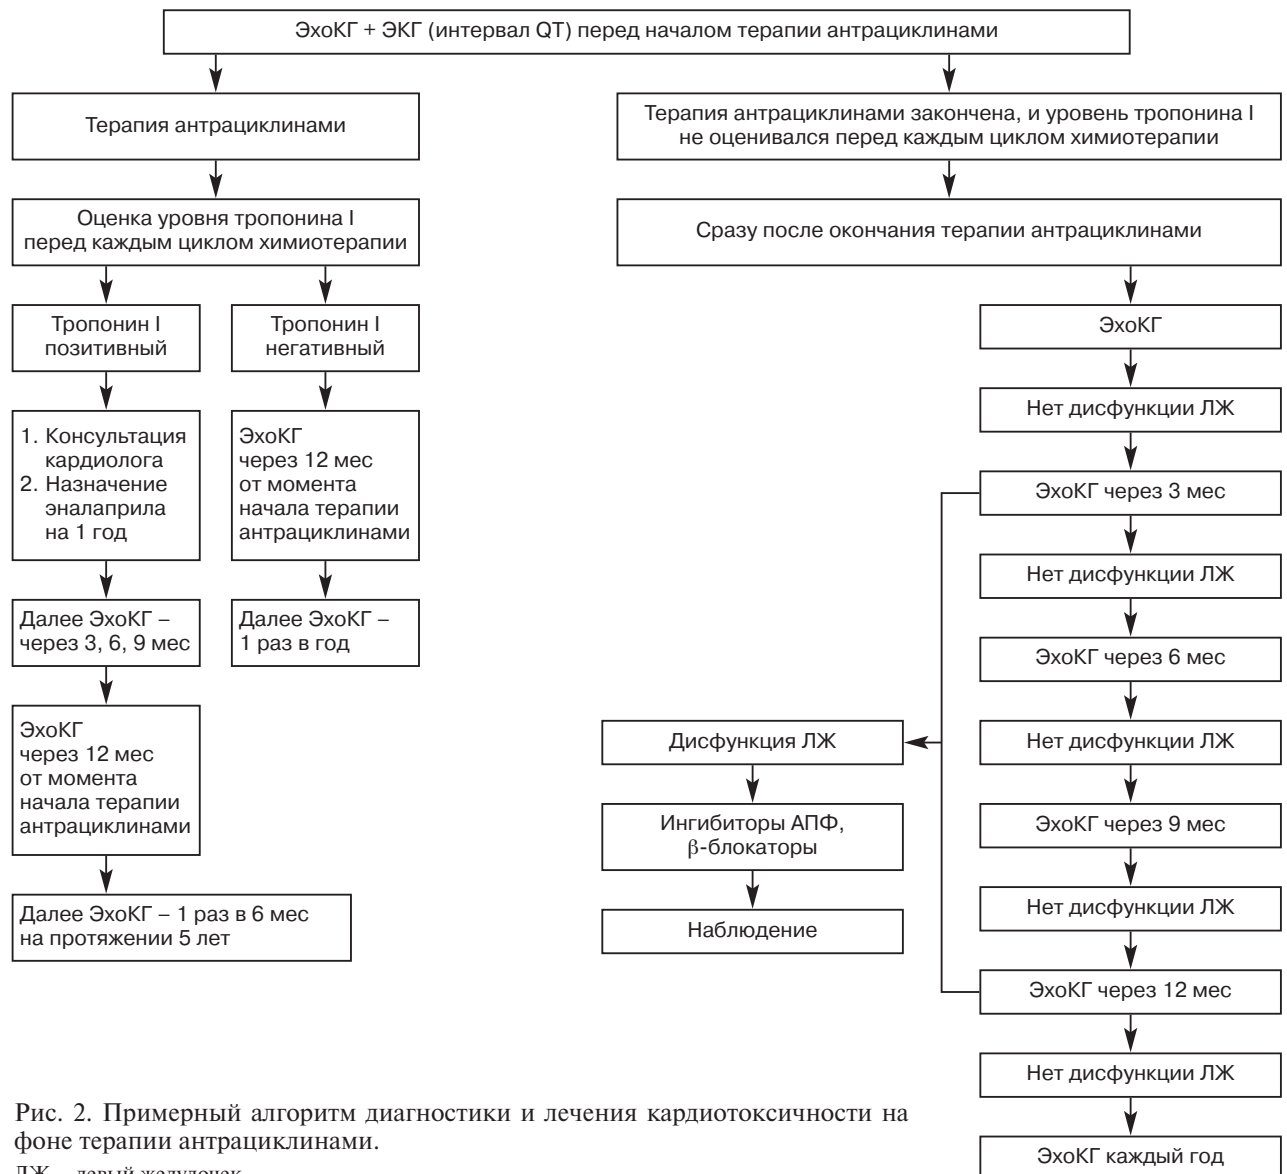 ЭхоКГ + ЭКГ (интервал QT) перед началом терапии антрациклинами
Терапия антрациклинами
Оценка уровня тропонина I
перед каждым циклом химиотерапии
Тропонин I
позитивный
Тропонин I
негативный
1. Консультация
кардиолога
2. Назначение
эналаприла
на 1 год
ЭхоКГ
через 12 мес
от момента
начала терапии
антрациклинами
Далее ЭхоКГ –
через 3, 6, 9 мес
Далее ЭхоКГ –
1 раз в год
ЭхоКГ
через 12 мес
от момента
начала терапии
антрациклинами
Далее ЭхоКГ – 1 раз в 6 мес
на протяжении 5 лет
Терапия антрациклинами закончена, и уровень тропонина I
не оценивался перед каждым циклом химиотерапии
Сразу после окончания терапии антрациклинами
ЭхоКГ
Нет дисфункции ЛЖ
ЭхоКГ через 3 мес
Нет дисфункции ЛЖ
ЭхоКГ через 6 мес
Нет дисфункции ЛЖ
ЭхоКГ через 9 мес
Нет дисфункции ЛЖ
ЭхоКГ через 12 мес
Нет дисфункции ЛЖ
ЭхоКГ каждый год
Дисфункция ЛЖ
Ингибиторы АПФ,
β-блокаторы
Наблюдение
Рис. 2. Примерный алгоритм диагностики и лечения кардиотоксичности на
фоне терапии антрациклинами.
ЛЖ – левый желудочек